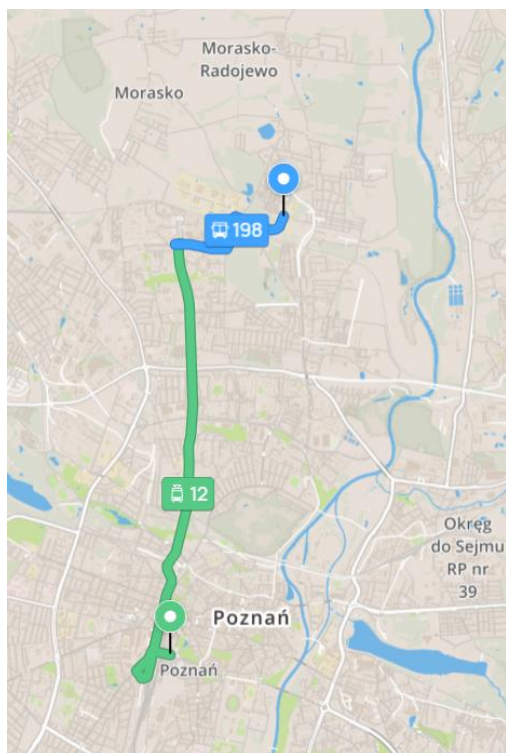 Morasko-
Radojewo
Morasko
198
12
Okręg
do Sejmu
RP nr
39
Poznań
Poznań